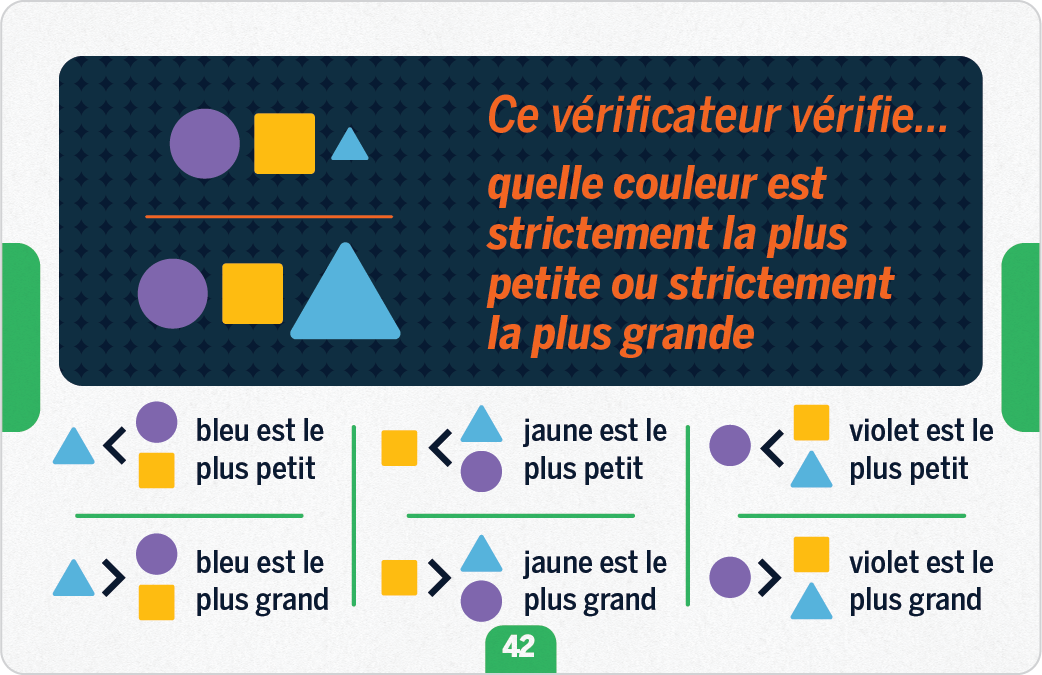 Ce vérificateur vérifie...
quelle couleur est
strictement la plus
petite ou strictement
la plus grande
bleu est le
plus petit
jaune est le
plus petit
violet est le
plus petit
bleu est le
plus grand
jaune est le
plus grand
violet est le
plus grand
42